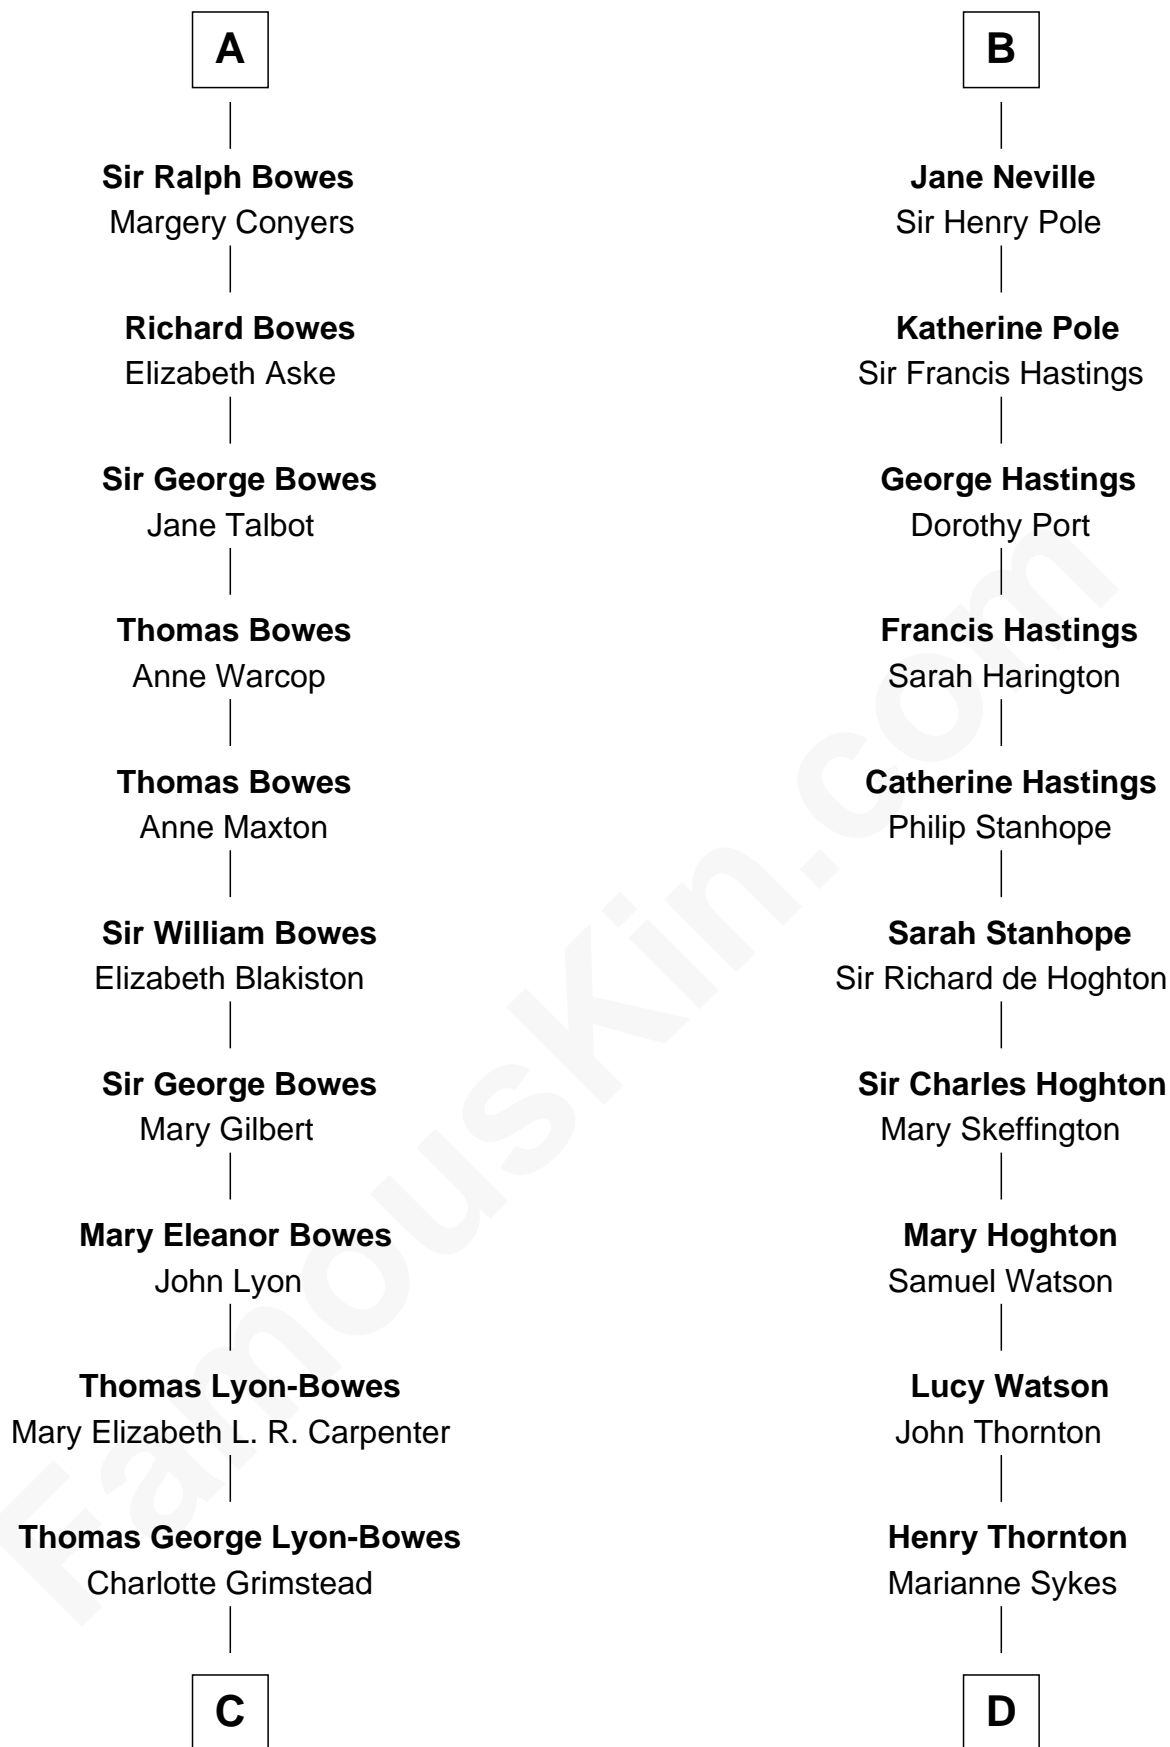 A
Sir Ralph Bowes
Margery Conyers
Richard Bowes
Elizabeth Aske
Sir George Bowes
Jane Talbot
Thomas Bowes
Anne Warcop
Thomas Bowes
Anne Maxton
Sir William Bowes
Elizabeth Blakiston
Sir George Bowes
Mary Gilbert
Mary Eleanor Bowes
John Lyon
Thomas Lyon-Bowes
Mary Elizabeth L. R. Carpenter
Thomas George Lyon-Bowes
Charlotte Grimstead
C
B
Jane Neville
Sir Henry Pole
Katherine Pole
Sir Francis Hastings
George Hastings
Dorothy Port
Francis Hastings
Sarah Harington
Catherine Hastings
Philip Stanhope
Sarah Stanhope
Sir Richard de Hoghton
Sir Charles Hoghton
Mary Skeffington
Mary Hoghton
Samuel Watson
Lucy Watson
John Thornton
Henry Thornton
Marianne Sykes
D
FamousKin.com